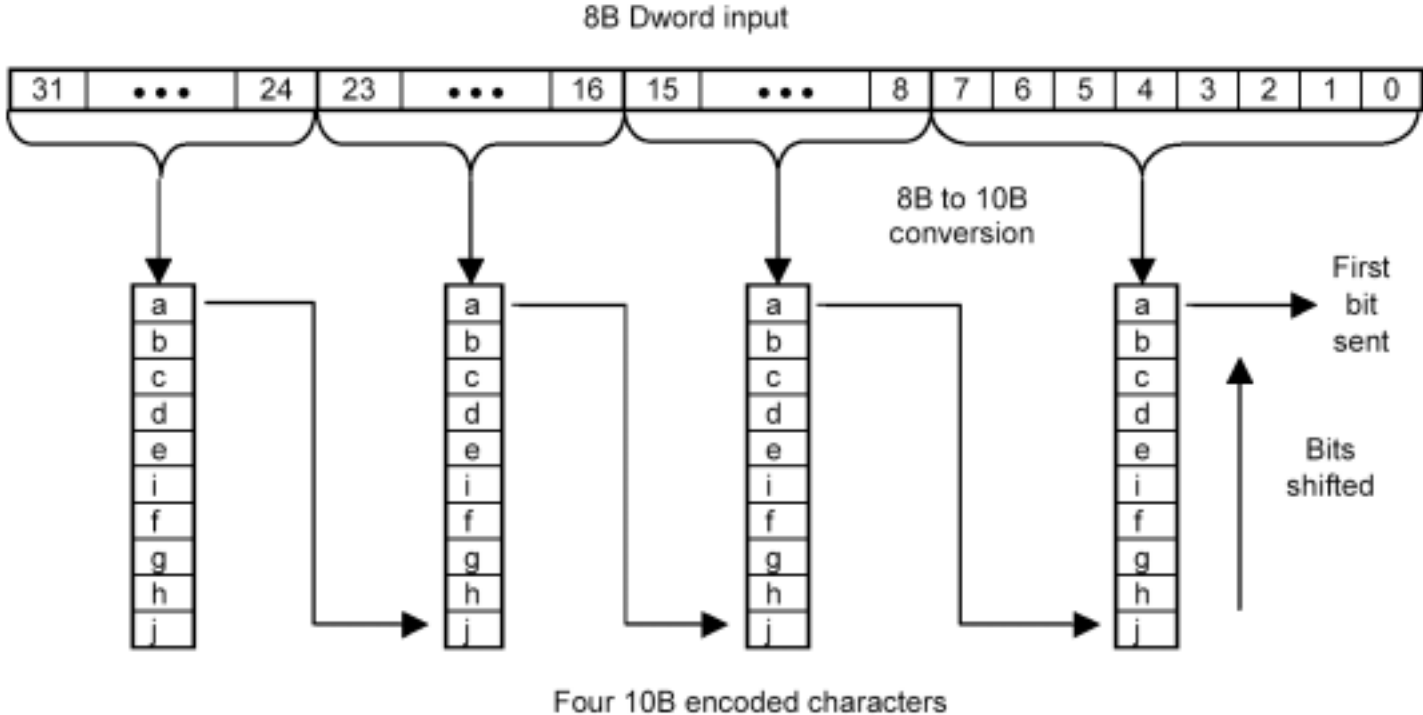 8B Dword input
31 ••• 24 23 ••• 16 15 ••• 8 7 6 5 4 3 2 1 0
8B to 10B
conversion
First
bit
sent
a a a a
b b b b
c c c c
d d d d
e e e e
i i i i
f f f f
g g g g
h h h h
j j j j
Bits
shifted
Four 10B encoded characters